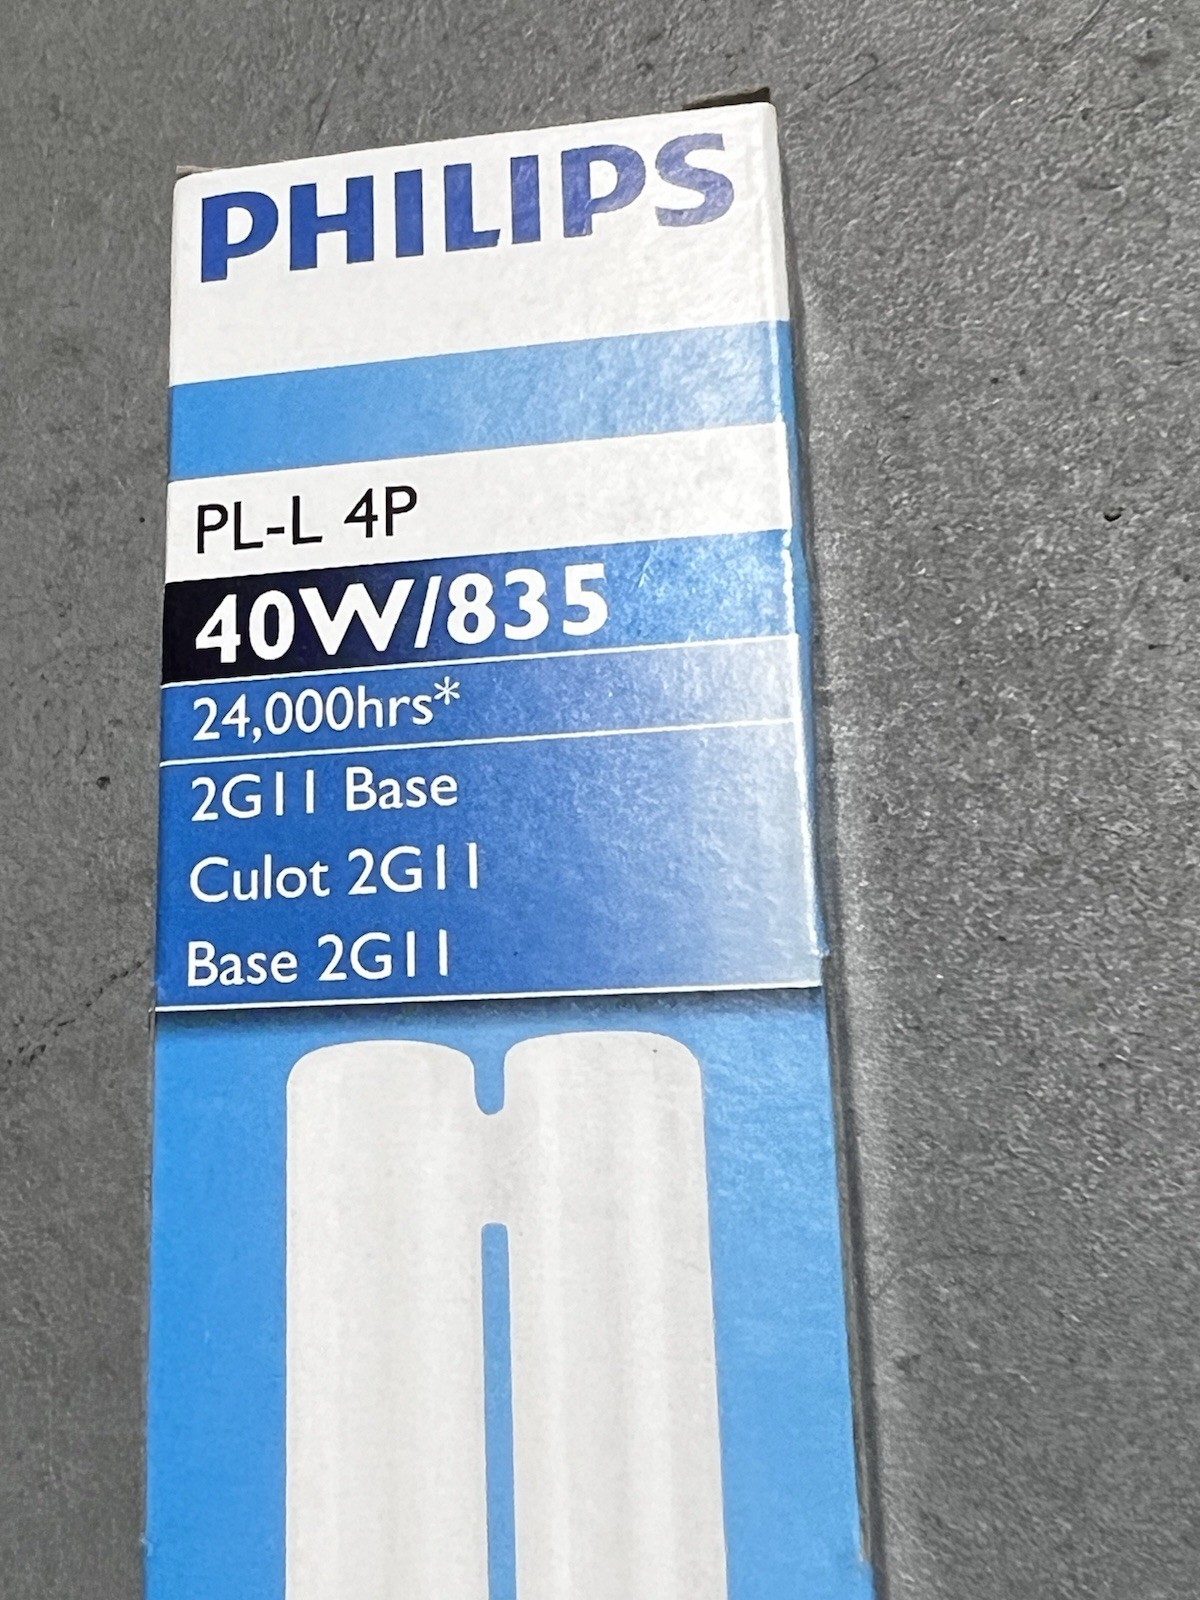 PHILIPS
PL-L 4P
40W/835
24,000hrs*
2G11 Base
Culot 2G11
Base 2G11